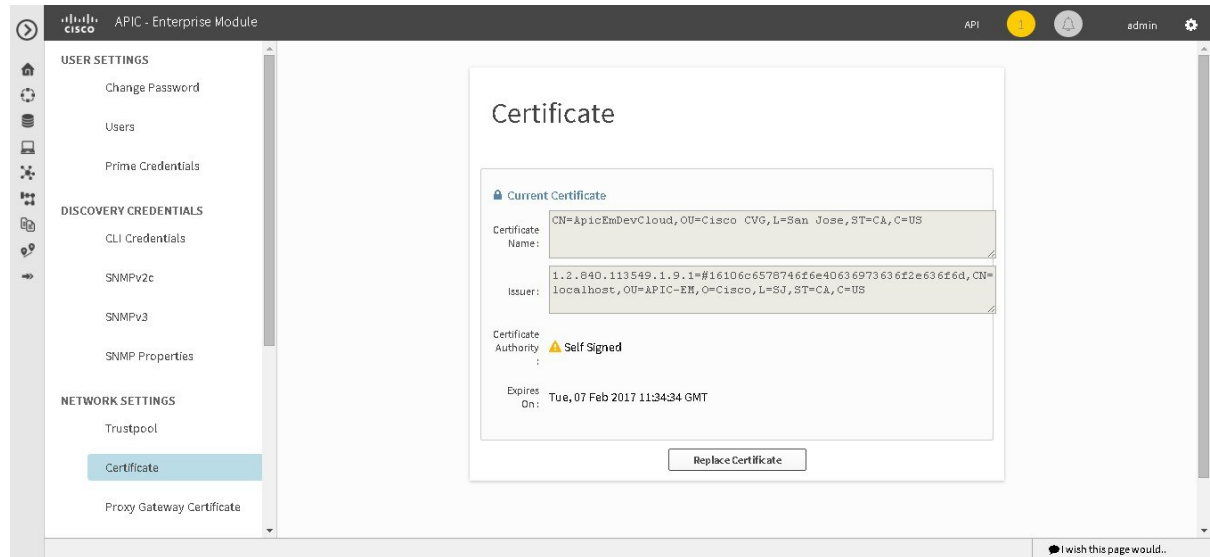 CISCO APIC - Enterprise Module
API 1 admin
USER SETTINGS
Change Password
Users
Prime Credentials
DISCOVERY CREDENTIALS
CLI Credentials
SNMPv2c
SNMPv3
SNMP Properties
NETWORK SETTINGS
Trustpool
Certificate
Proxy Gateway Certificate
Certificate
Current Certificate
Certificate Name:
CN=ApicEmDevCloud,OU=Cisco CVG,L=San Jose,ST=CA,C=US
Issuer:
1.2.840.113549.1.9.1=#16106c6578746f6e40636973636f2e636f6d,CN=
localhost,OU=APIC-EM,O=Cisco,L=SJ,ST=CA,C=US
Certificate
Authority
:
Self Signed
Expires
On:
Tue, 07 Feb 2017 11:34:34 GMT
Replace Certificate
I wish this page would..